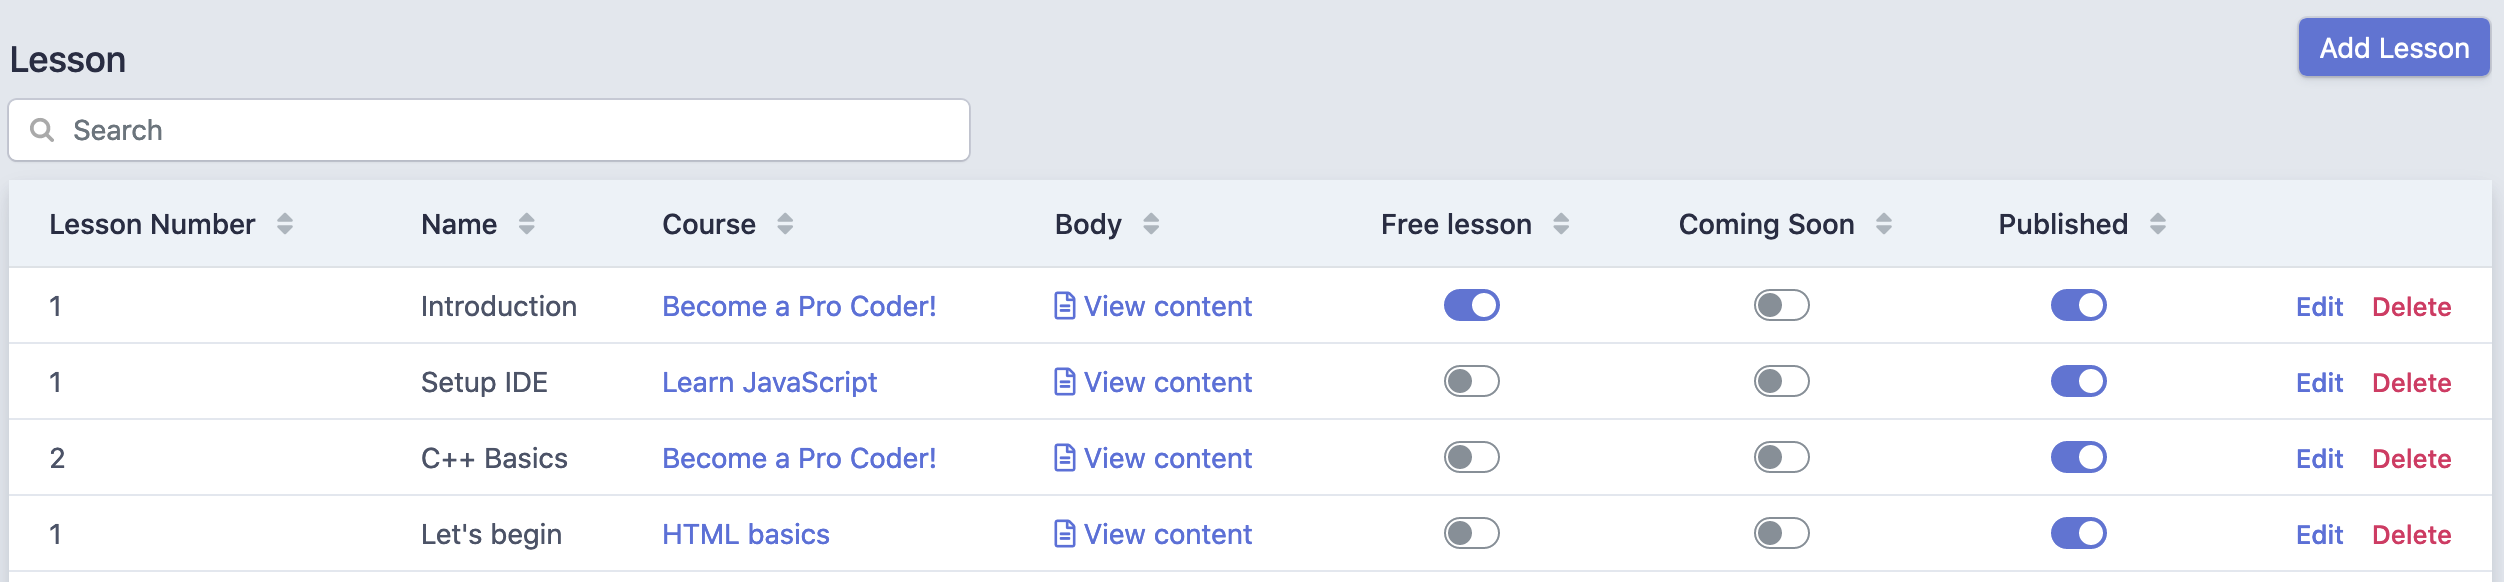 Lesson
Add Lesson
Search
Lesson Number Name Course Body Free lesson Coming Soon Published
1 Introduction Become a Pro Coder! View content Edit Delete
1 Setup IDE Learn JavaScript View content Edit Delete
2 C++ Basics Become a Pro Coder! View content Edit Delete
1 Let's begin HTML basics View content Edit Delete